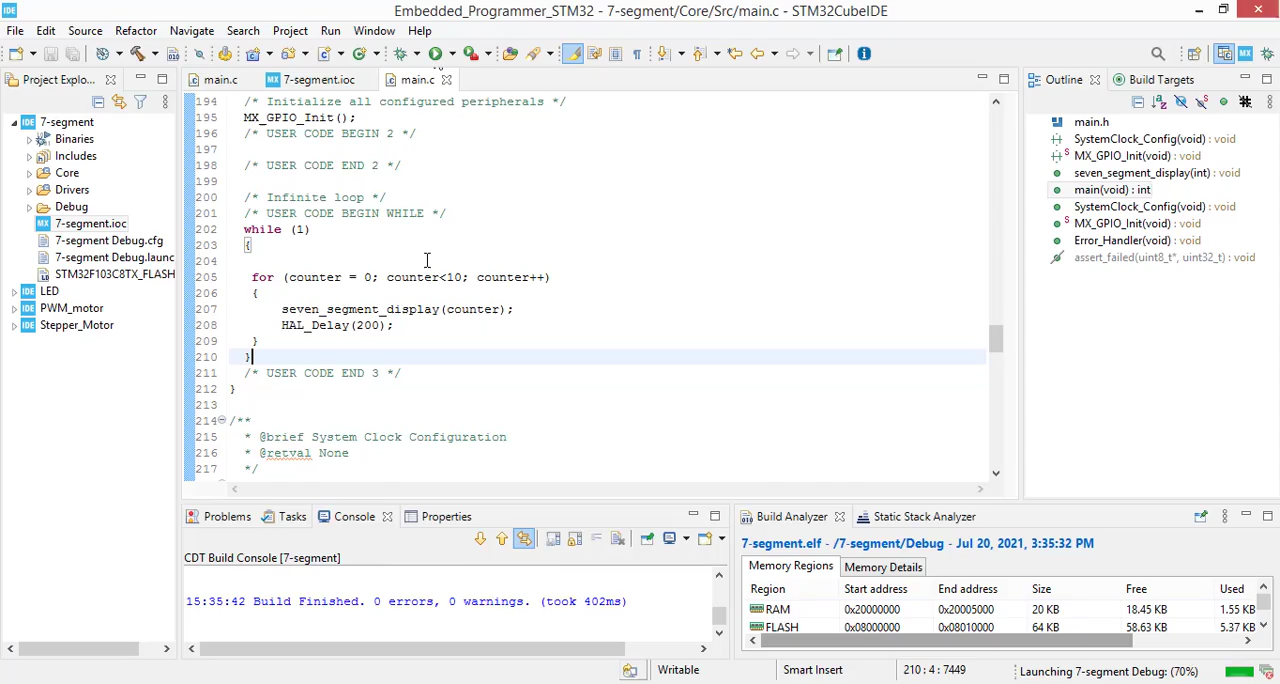 IDE
Embedded_Programmer_STM32 - 7-segment/Core/Src/main.c - STM32CubeIDE
File Edit Source Refactor Navigate Search Project Run Window Help
Project Explo...
main.c
MX 7-segment.ioc
main.c
Outline
Build Targets
IDE 7-segment
Binaries
Includes
Core
Drivers
Debug
MX 7-segment.ioc
7-segment Debug.cfg
7-segment Debug.launc
STM32F103C8TX_FLASH
IDE LED
IDE PWM_motor
IDE Stepper_Motor
194 /* Initialize all configured peripherals */
195 MX_GPIO_Init();
196 /* USER CODE BEGIN 2 */
197
198 /* USER CODE END 2 */
199
200 /* Infinite loop */
201 /* USER CODE BEGIN WHILE */
202 while (1)
203 {
204
205 for (counter = 0; counter<10; counter++)
206 {
207 seven_segment_display(counter);
208 HAL_Delay(200);
209 }
210 }
211 /* USER CODE END 3 */
212 }
213
214 /**
215 * @brief System Clock Configuration
216 * @retval None
217 */
main.h
SystemClock_Config(void) : void
MX_GPIO_Init(void) : void
seven_segment_display(int) : void
main(void) : int
SystemClock_Config(void) : void
MX_GPIO_Init(void) : void
Error_Handler(void) : void
assert_failed(uint8_t*, uint32_t) : void
Problems Tasks Console Properties
CDT Build Console [7-segment]
15:35:42 Build Finished. 0 errors, 0 warnings. (took 402ms)
Build Analyzer Static Stack Analyzer
7-segment.elf - /7-segment/Debug - Jul 20, 2021, 3:35:32 PM
Memory Regions Memory Details
Region Start address End address Size Free Used
RAM 0x20000000 0x20005000 20 KB 18.45 KB 1.55 KB
FLASH 0x08000000 0x08010000 64 KB 58.63 KB 5.37 KB
Writable Smart Insert 210 : 4 : 7449 Launching 7-segment Debug: (70%)